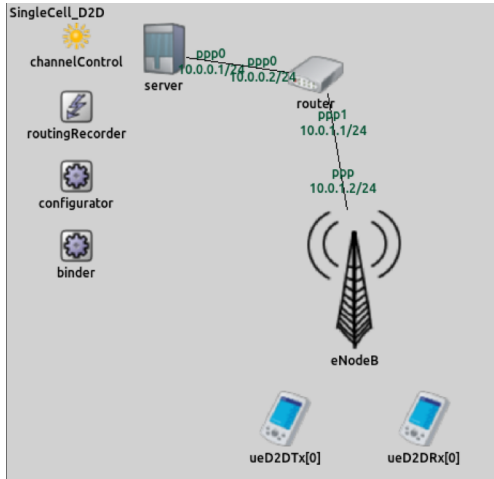 SingleCell_D2D
channelControl
server
ppp0
10.0.0.1/24
ppp0
10.0.0.2/24
router
ppp1
10.0.1.1/24
routingRecorder
configurator
ppp
10.0.1.2/24
binder
eNodeB
ueD2DTx[0]
ueD2DRx[0]